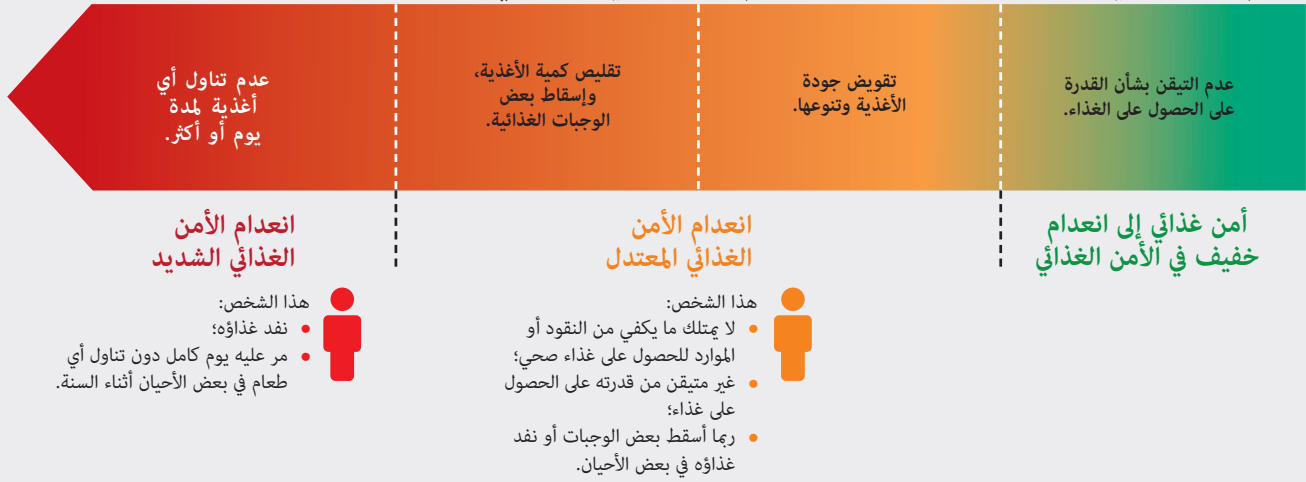 عدم التيقن بشأن القدرة
على الحصول على الغذاء.
تقويض جودة
الأغذية وتنوعها.
تقليص كمية الأغذية،
وإسقاط بعض
الوجبات الغذائية.
عدم تناول أي
أغذية لمدة
يوم أو أكثر.
أمن غذائي إلى انعدام
خفيف في الأمن الغذائي
انعدام الأمن
الغذائي المعتدل
هذا الشخص:
• لا يمتلك ما يكفي من النقود أو
الموارد للحصول على غذاء صحي؛
• غير متيقن من قدرته على الحصول
على غذاء؛
• ربما أسقط بعض الوجبات أو نفد
غذاؤه في بعض الأحيان.
انعدام الأمن
الغذائي الشديد
هذا الشخص:
• نفد غذاؤه؛
• مر عليه يوم كامل دون تناول أي
طعام في بعض الأحيان أثناء السنة.